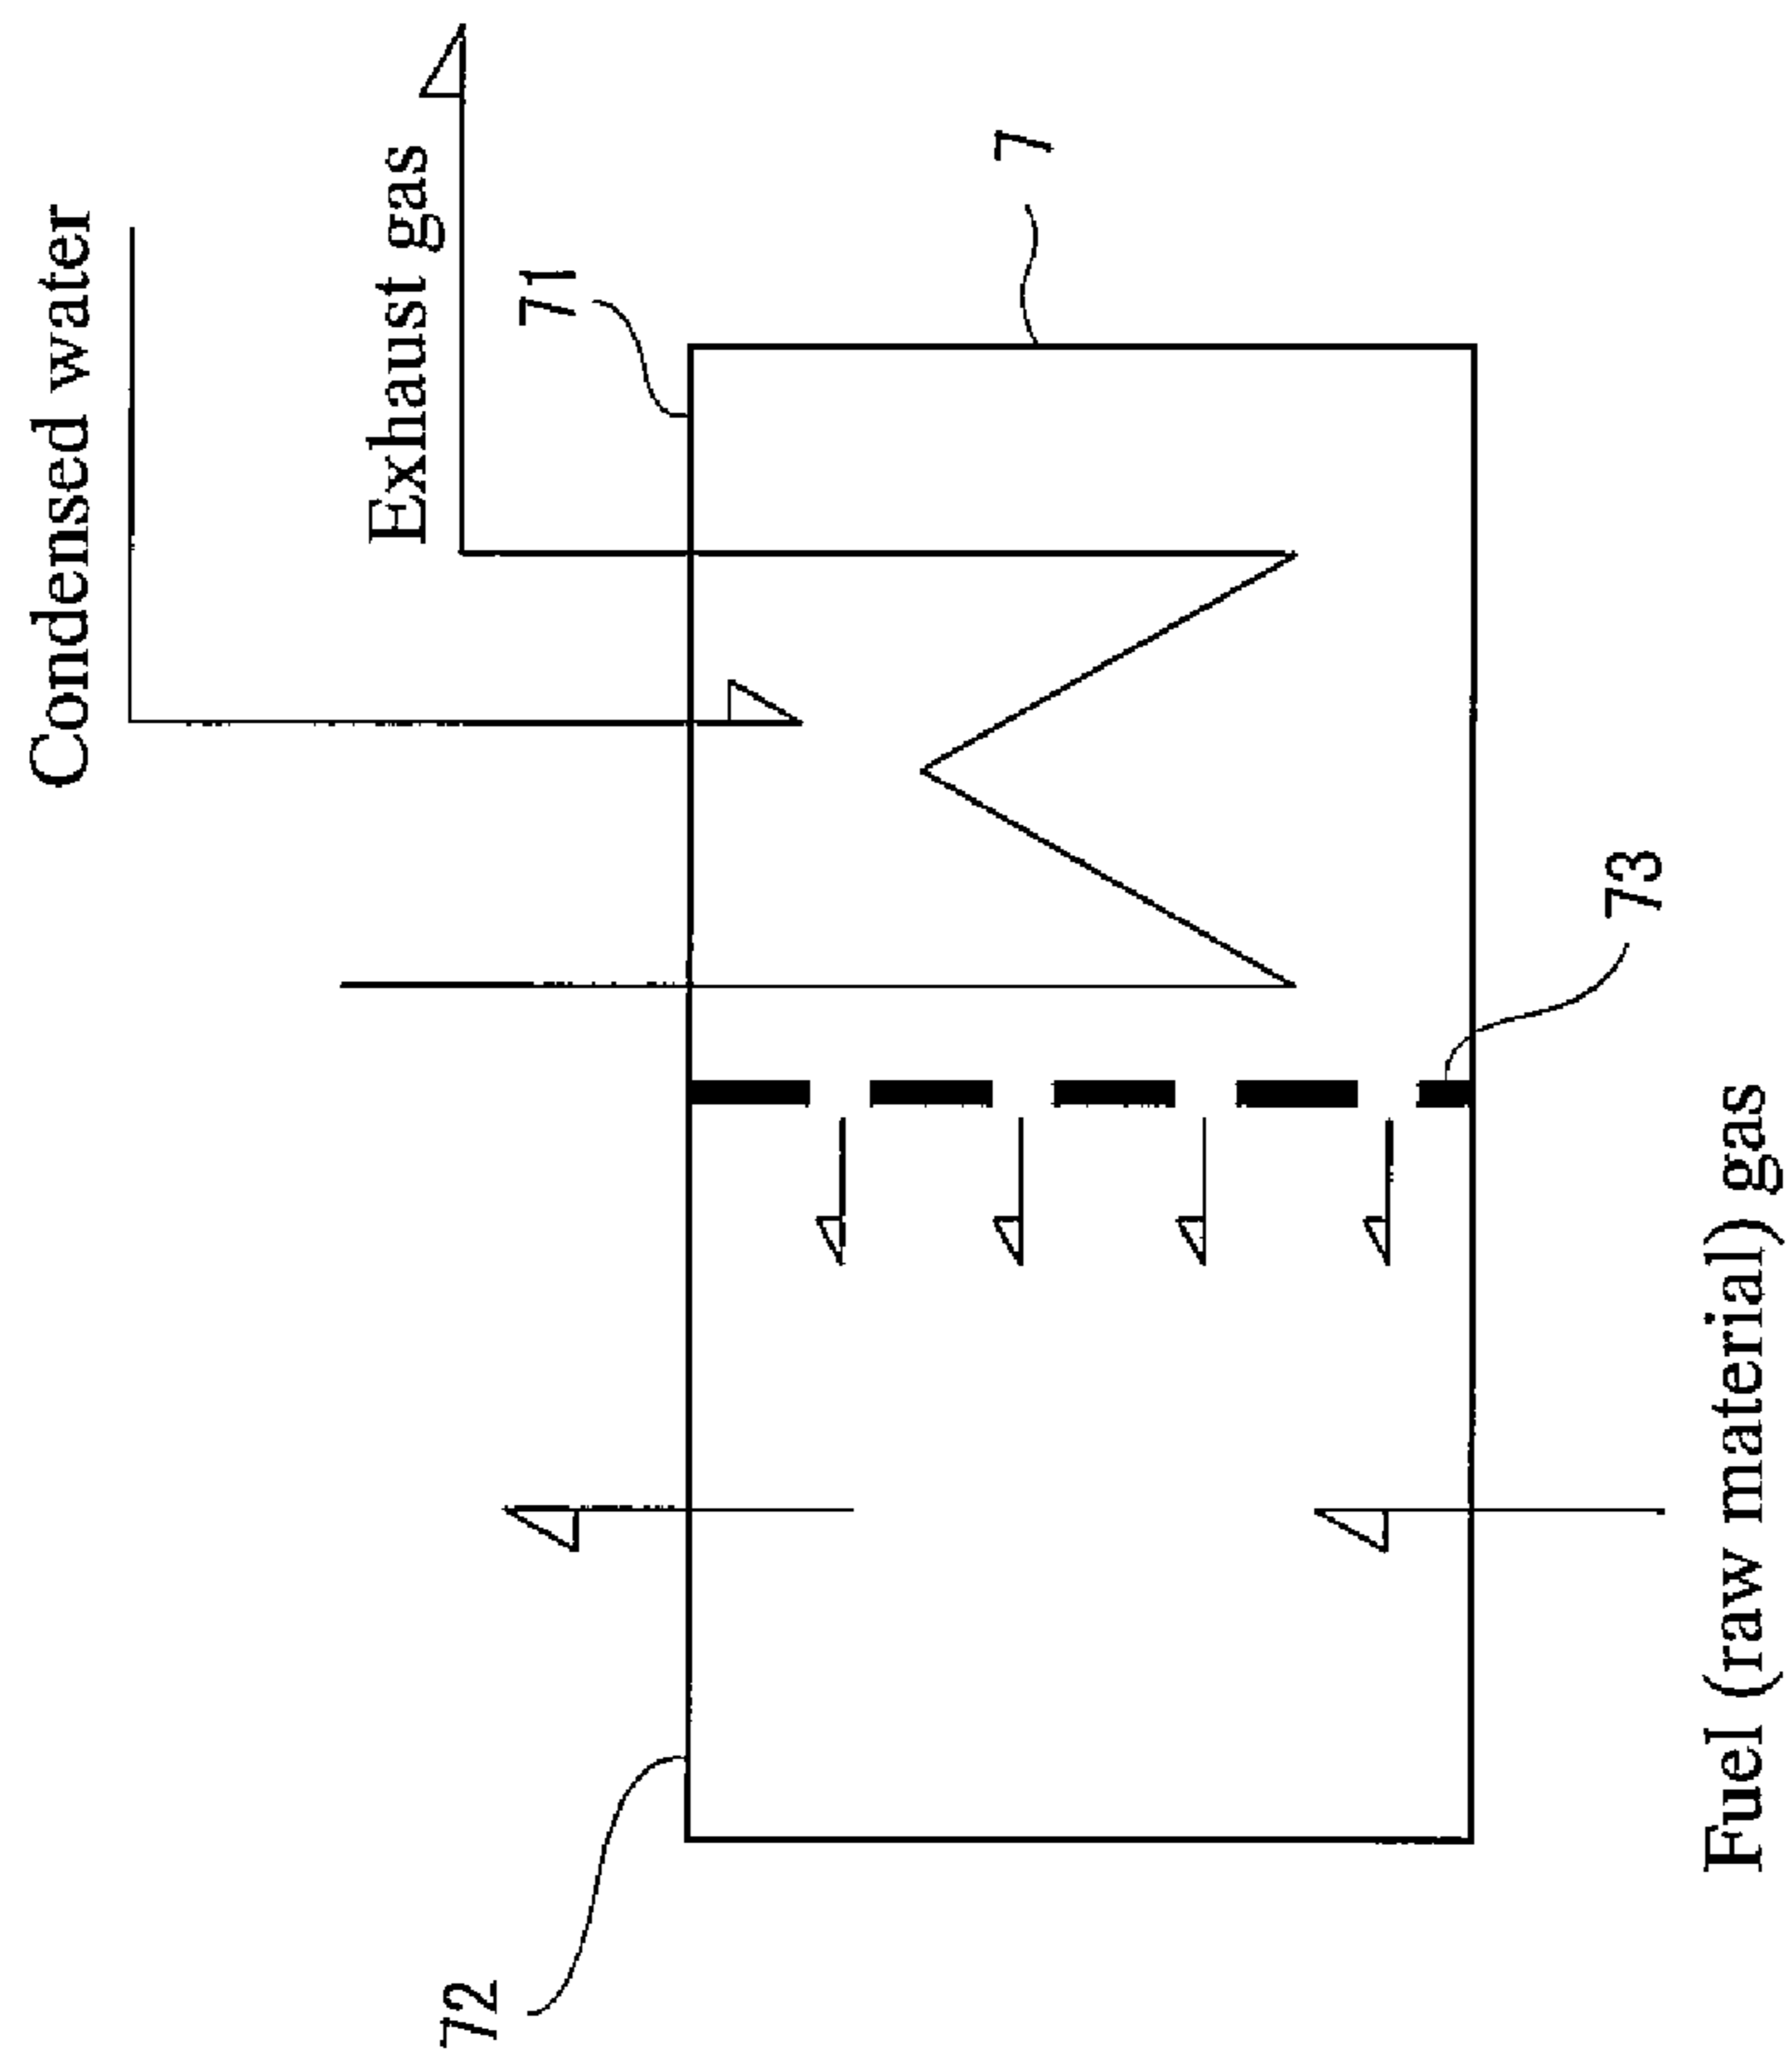 Condensed water
Exhaust gas
71
7
73
72
Fuel (raw material) gas